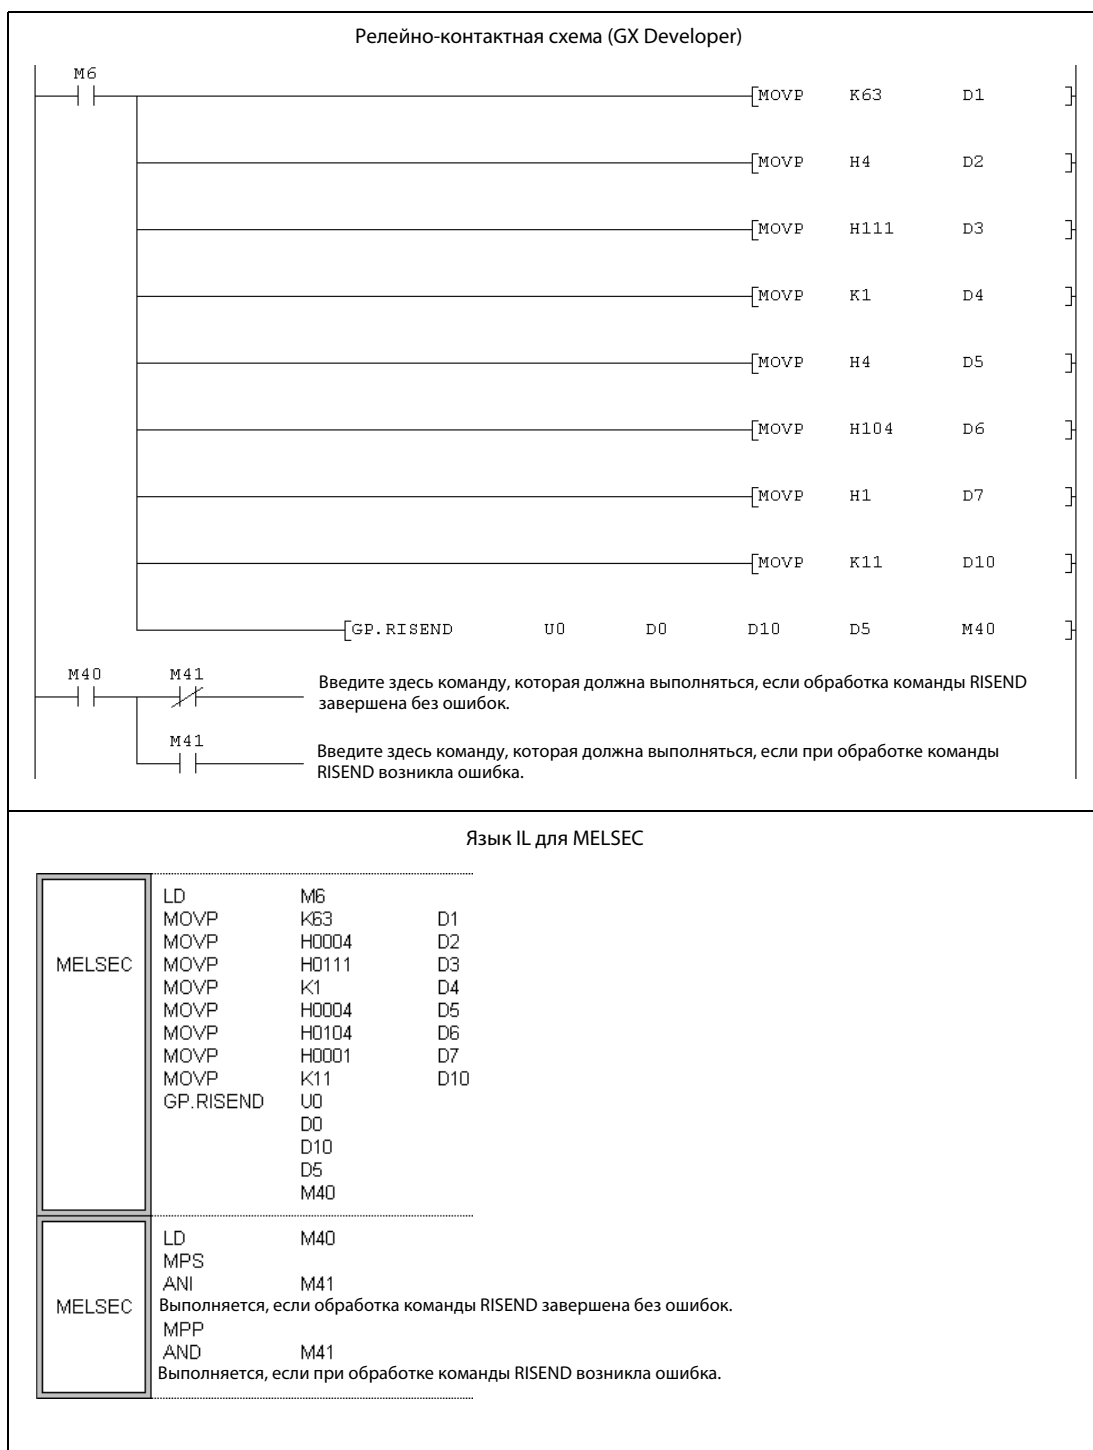 Релейно-контактная схема (GX Developer)
M6
MOVP K63 D1
MOVP H4 D2
MOVP H111 D3
MOVP K1 D4
MOVP H4 D5
MOVP H104 D6
MOVP H1 D7
MOVP K11 D10
GP.RISEND U0 D0 D10 D5 M40
M40 M41
Введите здесь команду, которая должна выполняться, если обработка команды RISEND
завершена без ошибок.
M41
Введите здесь команду, которая должна выполняться, если при обработке команды
RISEND возникла ошибка.
Язык IL для MELSEC
MELSEC
LD M6
MOVP K63 D1
MOVP H0004 D2
MOVP H0111 D3
MOVP K1 D4
MOVP H0004 D5
MOVP H0104 D6
MOVP H0001 D7
MOVP K11 D10
GP.RISEND U0
D0
D10
D5
M40
MELSEC
LD M40
MPS
ANI M41
Выполняется, если обработка команды RISEND завершена без ошибок.
MPP
AND M41
Выполняется, если при обработке команды RISEND возникла ошибка.